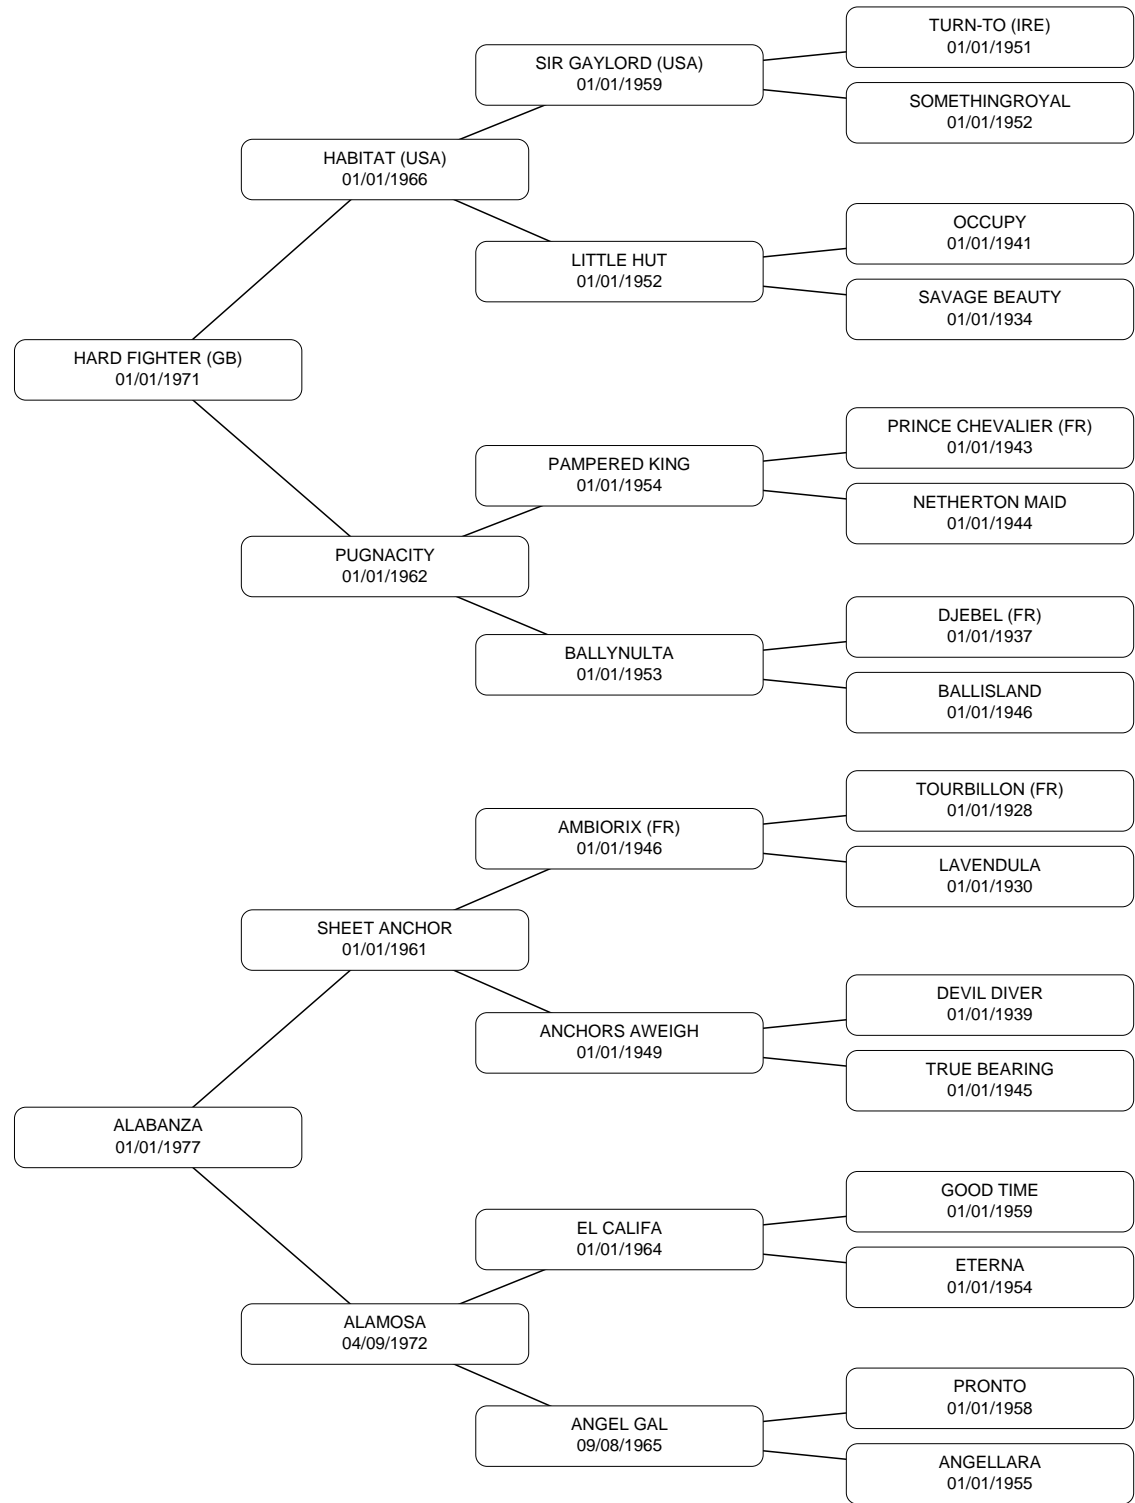 TURN-TO (IRE)
01/01/1951
SIR GAYLORD (USA)
01/01/1959
SOMETHINGROYAL
01/01/1952
HABITAT (USA)
01/01/1966
OCCUPY
01/01/1941
LITTLE HUT
01/01/1952
SAVAGE BEAUTY
01/01/1934
HARD FIGHTER (GB)
01/01/1971
PRINCE CHEVALIER (FR)
01/01/1943
PAMPERED KING
01/01/1954
NETHERTON MAID
01/01/1944
PUGNACITY
01/01/1962
DJEBEL (FR)
01/01/1937
BALLYNULTA
01/01/1953
BALLISLAND
01/01/1946
TOURBILLON (FR)
01/01/1928
AMBIORIX (FR)
01/01/1946
LAVENDULA
01/01/1930
SHEET ANCHOR
01/01/1961
DEVIL DIVER
01/01/1939
ANCHORS AWEIGH
01/01/1949
TRUE BEARING
01/01/1945
ALABANZA
01/01/1977
GOOD TIME
01/01/1959
EL CALIFA
01/01/1964
ETERNA
01/01/1954
ALAMOSA
04/09/1972
PRONTO
01/01/1958
ANGEL GAL
09/08/1965
ANGELLARA
01/01/1955